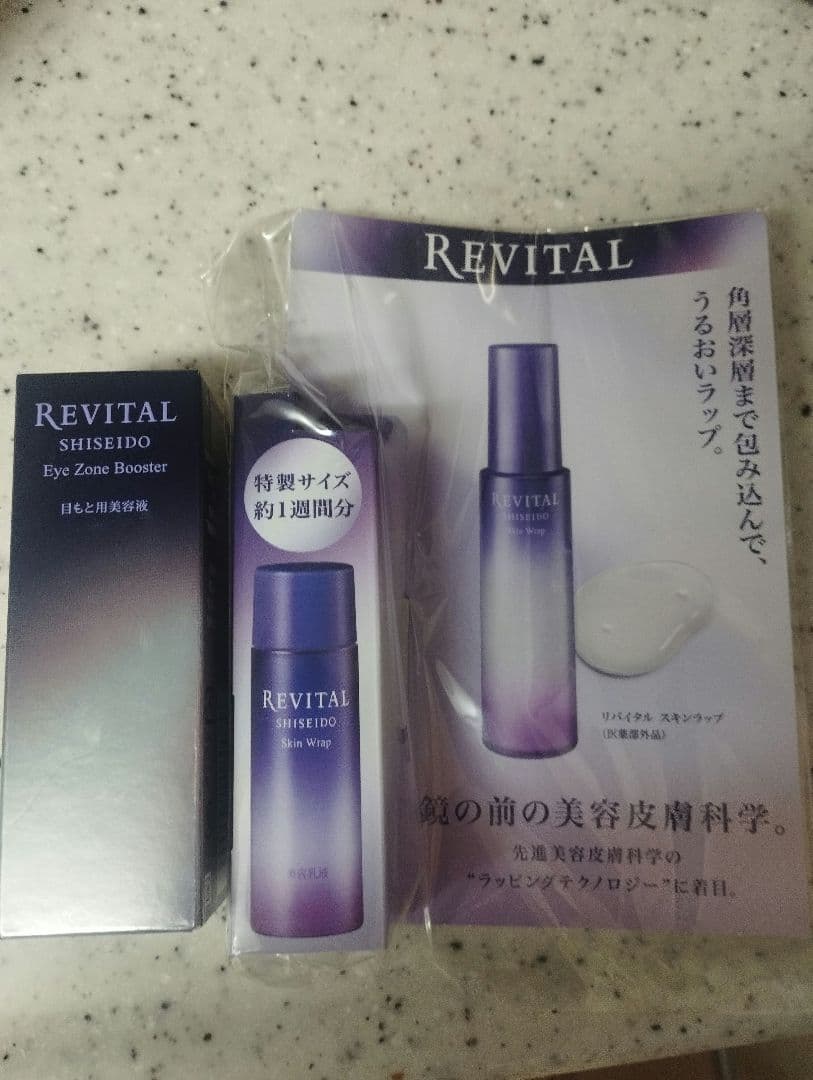 REVITAL
SHISEIDO
Eye Zone Booster
目もと用美容液
特製サイズ
約1週間分
REVITAL
SHISEIDO
Skin Wrap
美容乳液
REVITAL
角層深層まで包み込んで、
うるおいラップ。
REVITAL
SHISEIDO
Skin Wrap
リバイタル スキンラップ
(医薬部外品)
鏡の前の美容皮膚科学。
先進美容皮膚科学の
“ラッピングテクノロジー”に着目。